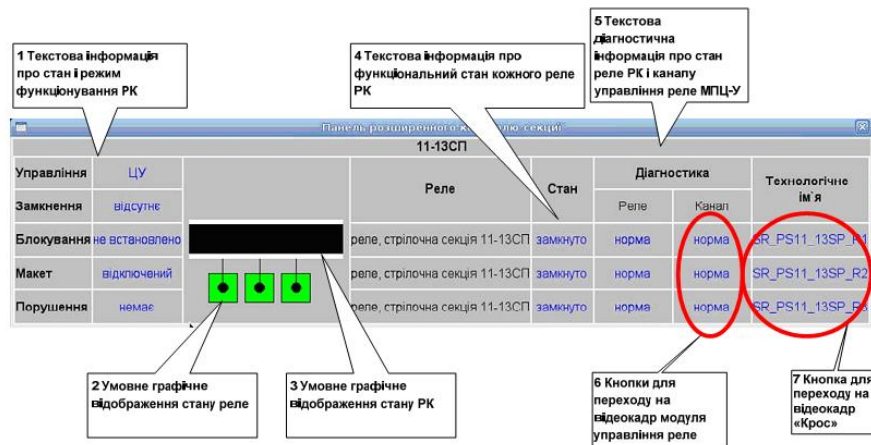 5 Текстова
діагностична
інформація про стан
реле РК і каналу
управління реле МПЦ-У
1 Текстова інформація
про стан і режим
функціонування РК
4 Текстова інформація про
функціональний стан кожного реле
РК
Панель розширенного контролю секції
11-13СП
Управління ЦУ Реле Стан Діагностика Технологічне ім`я
Замкнення відсутнє Реле Канал
Блокування не встановлено реле, стрілочна секція 11-13СП замкнуто норма норма SR_PS11_13SP_R1
Макет відключений реле, стрілочна секція 11-13СП замкнуто норма норма SR_PS11_13SP_R2
Порушення немає реле, стрілочна секція 11-13СП замкнуто норма норма SR_PS11_13SP_R3
2 Умовне графічне
відображення стану реле
3 Умовне графічне
відображення стану РК
6 Кнопки для
переходу на
відеокадр модуля
управління реле
7 Кнопка для
переходу на
відеокадр
«Крос»